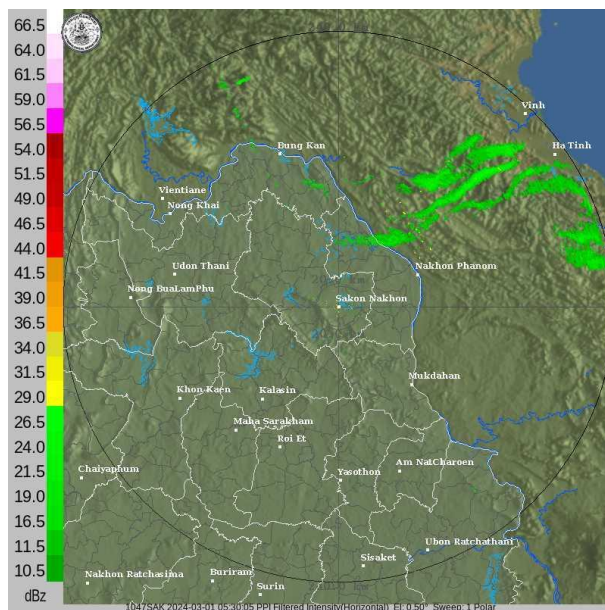 66.5
64.0
61.5
59.0
56.5
54.0
51.5
49.0
46.5
44.0
41.5
39.0
36.5
34.0
31.5
29.0
26.5
24.0
21.5
19.0
16.5
13.0
11.5
10.5
dBz
Vinh
Bung Kan
Ha Tinh
Vientiane
Nong Khai
Udon Thani
Nakhon Phanom
Nong BuaLamPhu
Sakon Nakhon
Mukdahan
Khon Kaen
Kalasin
Maha Sarakham
Roi Et
Chaiyaphum
Yasothon
Am NatCharoen
Ubon Ratchathani
Sisaket
Nakhon Ratchasima
Buriram
Surin
1047SAK 2024-03-01 05:30:05 PPI Filtered Intensity(Horizontal) El: 0.50° Sweep: 1 Polar